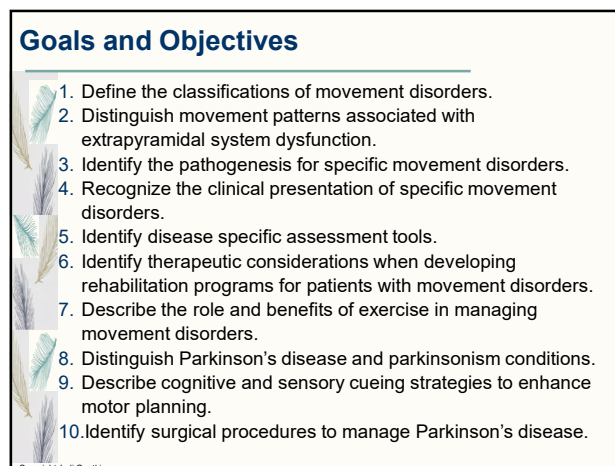 Goals and Objectives
1. Define the classifications of movement disorders.
2. Distinguish movement patterns associated with
extrapyramidal system dysfunction.
3. Identify the pathogenesis for specific movement disorders.
4. Recognize the clinical presentation of specific movement
disorders.
5. Identify disease specific assessment tools.
6. Identify therapeutic considerations when developing
rehabilitation programs for patients with movement disorders.
7. Describe the role and benefits of exercise in managing
movement disorders.
8. Distinguish Parkinson’s disease and parkinsonism conditions.
9. Describe cognitive and sensory cueing strategies to enhance
motor planning.
10.Identify surgical procedures to manage Parkinson’s disease.